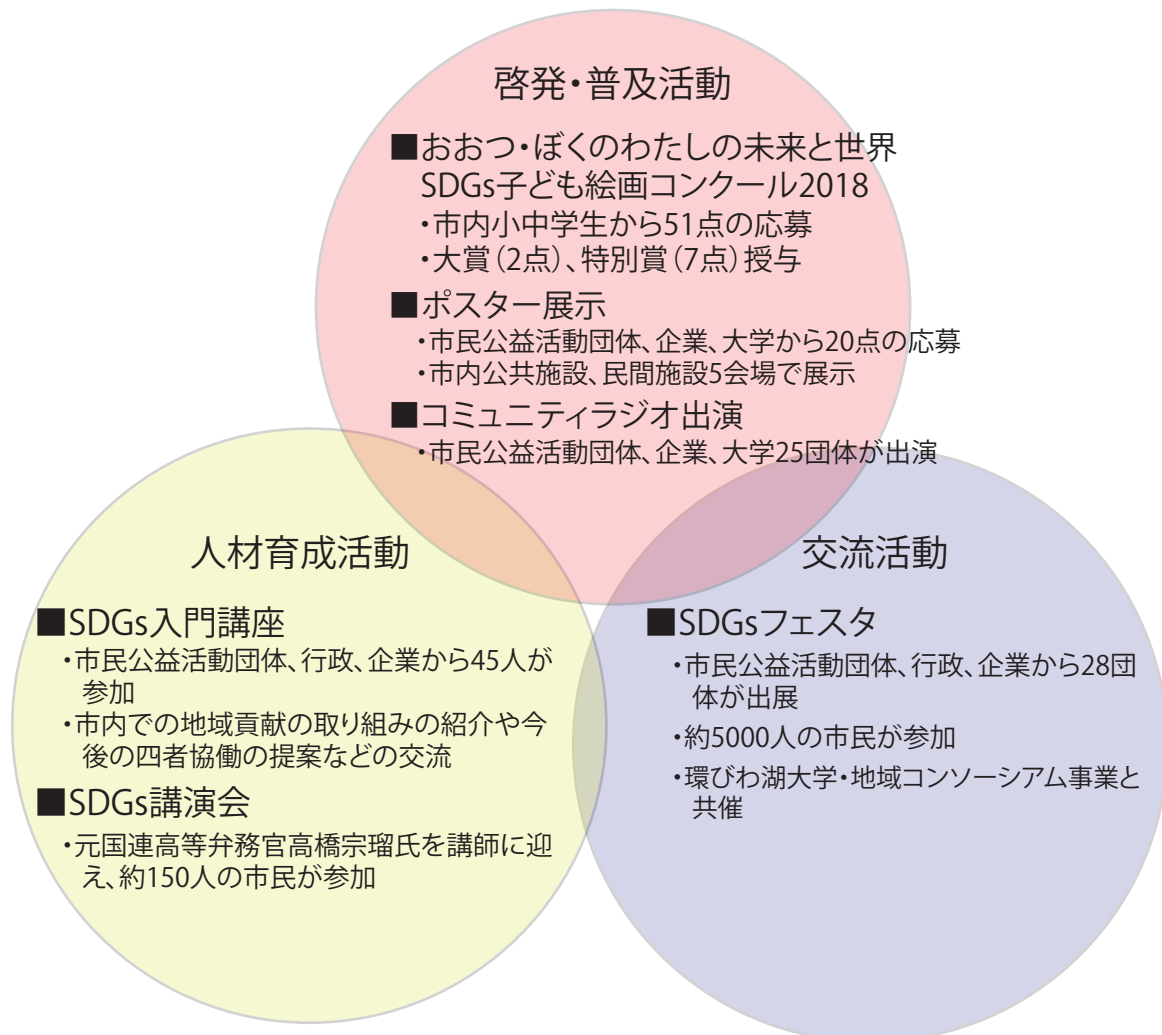 啓発・普及活動
■おおつ・ぼくのわたしの未来と世界
SDGs子ども絵画コンクール2018
・市内小中学生から51点の応募
・大賞(2点)、特別賞(7点)授与
■ポスター展示
・市民公益活動団体、企業、大学から20点の応募
・市内公共施設、民間施設5会場で展示
■コミュニティラジオ出演
・市民公益活動団体、企業、大学25団体が出演
人材育成活動
■SDGs入門講座
・市民公益活動団体、行政、企業から45人が
参加
・市内での地域貢献の取り組みの紹介や今
後の四者協働の提案などの交流
■SDGs講演会
・元国連高等弁務官高橋宗瑠氏を講師に迎
え、約150人の市民が参加
交流活動
■SDGsフェスタ
・市民公益活動団体、行政、企業から28団
体が出展
・約5000人の市民が参加
・環びわ湖大学・地域コンソーシアム事業と
共催